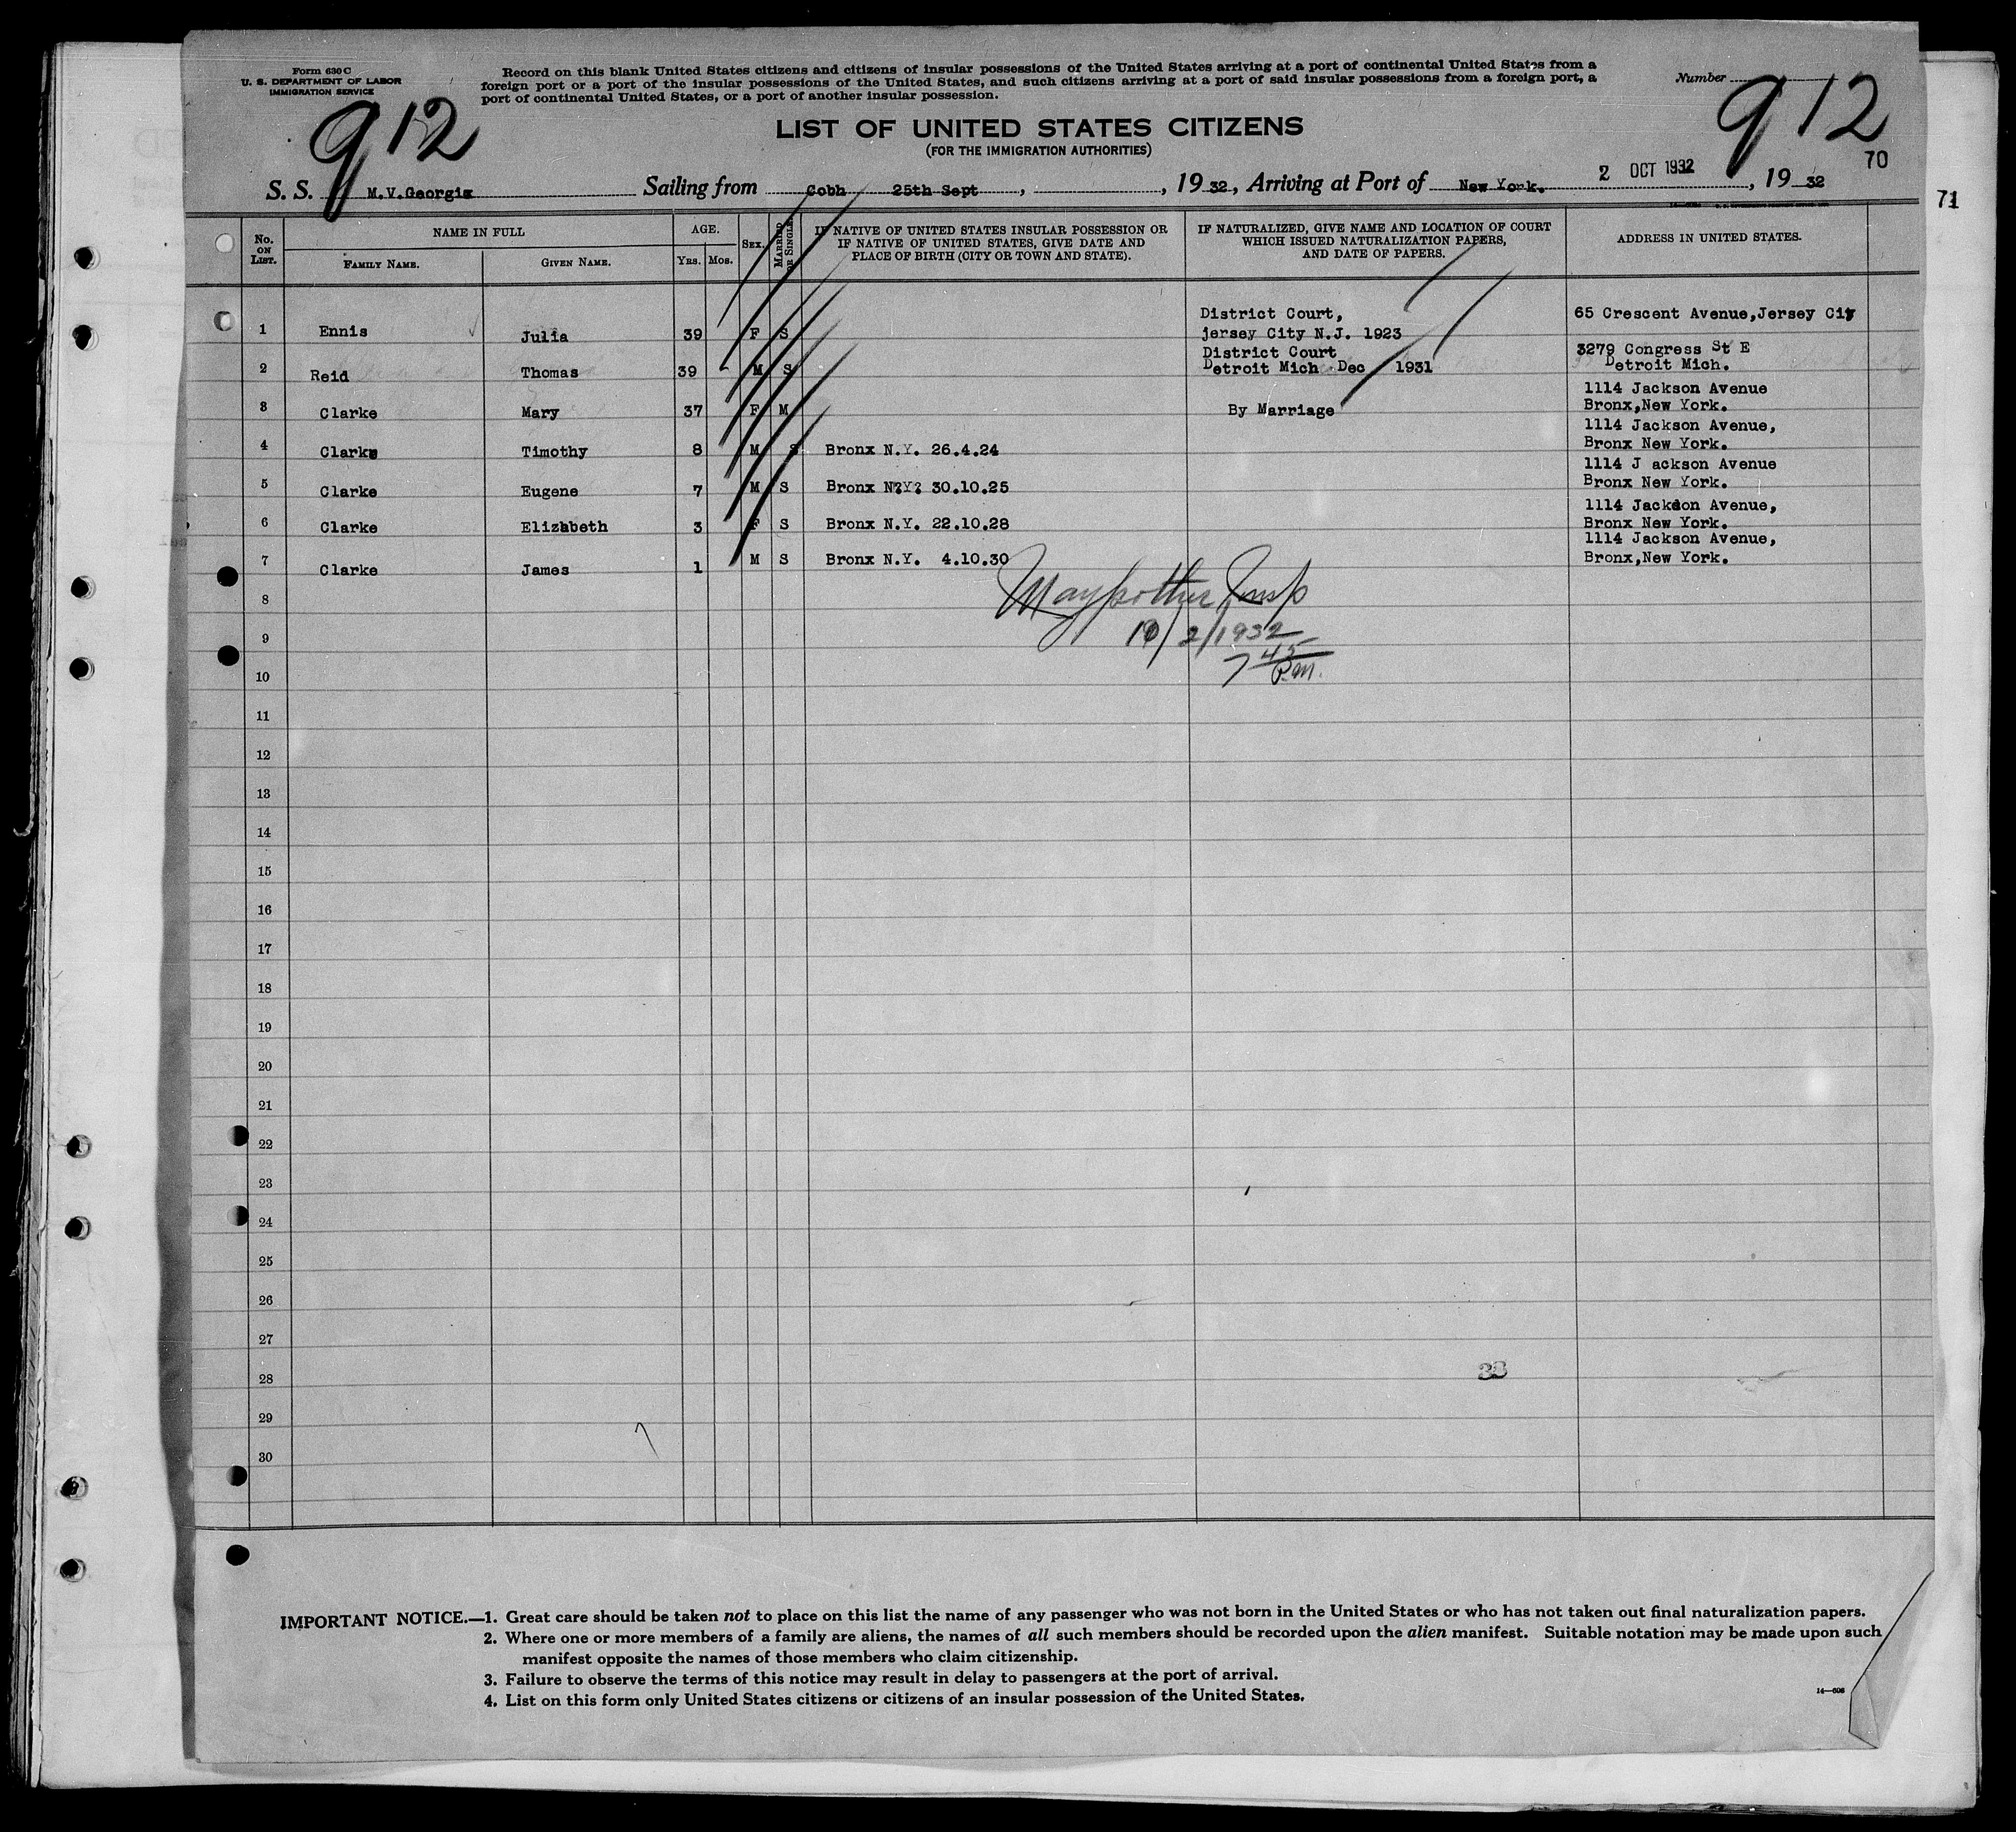 Form 630 C
U. S. DEPARTMENT OF LABOR
IMMIGRATION SERVICE
Record on this blank United States citizens and citizens of insular possessions of the United States arriving at a port of continental United States from a
foreign port or a port of the insular possessions of the United States, and such citizens arriving at a port of said insular possessions from a foreign port, a
port of continental United States, or a port of another insular possession.
Number
912
912
LIST OF UNITED STATES CITIZENS
(FOR THE IMMIGRATION AUTHORITIES)
70
71
S. S. M.V.Georgic Sailing from Cobh 25th Sept , , 19 32, Arriving at Port of New York. 2 OCT 1932, 19 32
No. ON LIST. NAME IN FULL AGE. SEX. MARRIED OR SINGLE. IF NATIVE OF UNITED STATES INSULAR POSSESSION OR IF NATIVE OF UNITED STATES, GIVE DATE AND PLACE OF BIRTH (CITY OR TOWN AND STATE). IF NATURALIZED, GIVE NAME AND LOCATION OF COURT WHICH ISSUED NATURALIZATION PAPERS, AND DATE OF PAPERS. ADDRESS IN UNITED STATES.
FAMILY NAME. GIVEN NAME. YRS. MOS.
1 Ennis Julia 39 F S District Court, jersey City N.J. 1923 65 Crescent Avenue,Jersey City
2 Reid Thomas 39 - M S District Court Detroit Mich Dec 1931 3279 Congress St E Detroit Mich.
3 Clarke Mary 37 F M By Marriage 1114 Jackson Avenue Bronx,New York.
4 Clarke Timothy 8 M S Bronx N.Y. 26.4.24 1114 Jackson Avenue, Bronx New York.
5 Clarke Eugene 7 M S Bronx N?Y? 30.10.25 1114 J ackson Avenue Bronx New York.
6 Clarke Elizabeth 3 F S Bronx N.Y. 22.10.28 1114 Jackson Avenue, Bronx New York.
7 Clarke James 1 M S Bronx N.Y. 4.10.30 1114 Jackson Avenue, Bronx,New York.
8
Insp
9
10/2/1932
7 45 P.M.
10
11
12
13
14
15
16
17
18
19
20
21
22
23
24
25
26
27
28
29
30
IMPORTANT NOTICE.—1. Great care should be taken not to place on this list the name of any passenger who was not born in the United States or who has not taken out final naturalization papers.
2. Where one or more members of a family are aliens, the names of all such members should be recorded upon the alien manifest. Suitable notation may be made upon such
manifest opposite the names of those members who claim citizenship.
3. Failure to observe the terms of this notice may result in delay to passengers at the port of arrival.
4. List on this form only United States citizens or citizens of an insular possession of the United States.